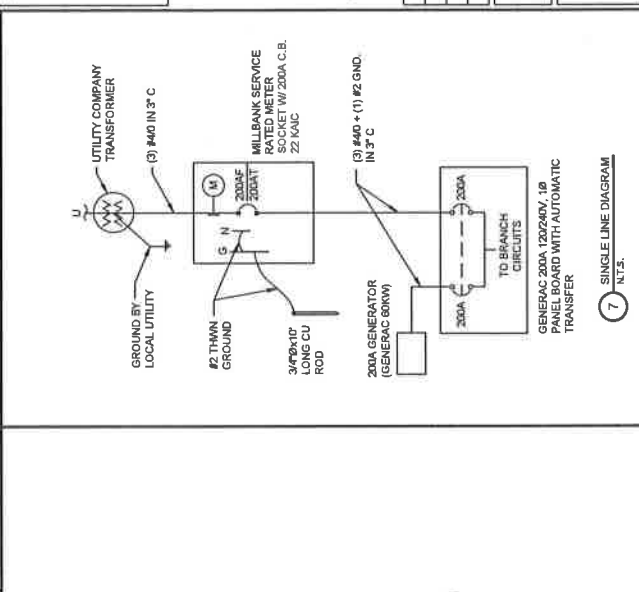 U
UTILITY COMPANY
TRANSFORMER
(3) #4/0 IN 3" C
GROUND BY
LOCAL UTILITY
MILLBANK SERVICE
RATED METER
SOCKET W/ 200A C.B.
22 KAIC
M
200AF
200AT
G N
#2 THWN
GROUND
3/4"Øx10'
LONG CU
ROD
(3) #4/0 + (1) #2 GND.
IN 3" C
200A GENERATOR
(GENERAC 60KW)
200A
200A
TO BRANCH
CIRCUITS
GENERAC 200A 120/240V, 1Ø
PANEL BOARD WITH AUTOMATIC
TRANSFER
7 SINGLE LINE DIAGRAM
N.T.S.